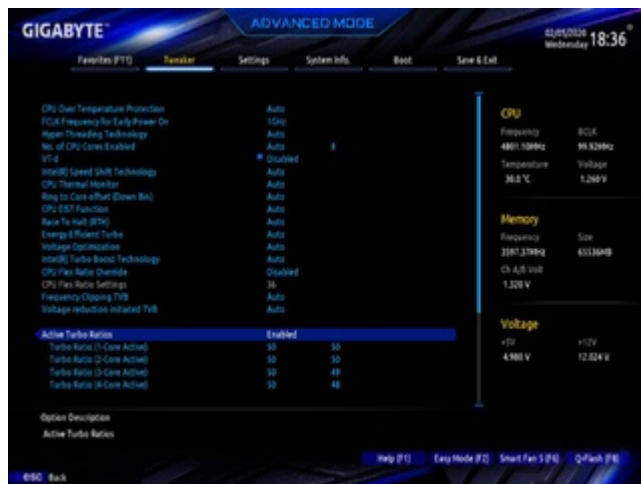 GIGABYTE™
ADVANCED MODE
Wednesday 18:36
Favorites (F11) Tweaker Settings System Info. Boot Save & Exit
CPU Over Temperature Protection Auto
FCLK Frequency for Early Power On 1GHz
Hyper-Threading Technology Auto
No. of CPU Cores Enabled Auto 8
VT-d Disabled
Intel(R) Speed Shift Technology Auto
CPU Thermal Monitor Auto
Ring to Core offset (Down Bin) Auto
CPU EIST Function Auto
Race To Halt (RTH) Auto
Energy Efficient Turbo Auto
Voltage Optimization Auto
Intel(R) Turbo Boost Technology Auto
CPU Flex Ratio Override Disabled
CPU Flex Ratio Settings 36
Frequency Clipping TVB Auto
Voltage reduction initiated TVB Auto
Active Turbo Ratios Enabled
Turbo Ratio (1-Core Active) 50 50
Turbo Ratio (2-Core Active) 50 50
Turbo Ratio (3-Core Active) 50 49
Turbo Ratio (4-Core Active) 50 48
CPU
Frequency BCLK
4801.10MHz 99.92MHz
Temperature Voltage
30.0 °C 1.260 V
Memory
Frequency Size
3597.37MHz 65536MB
Ch A/B Volt
1.320 V
Voltage
+5V +12V
4.980 V 12.024 V
Option Description
Active Turbo Ratios
Help (F1) Easy Mode (F2) Smart Fan 5 (F6) Q-Flash (F8)
ESC Back